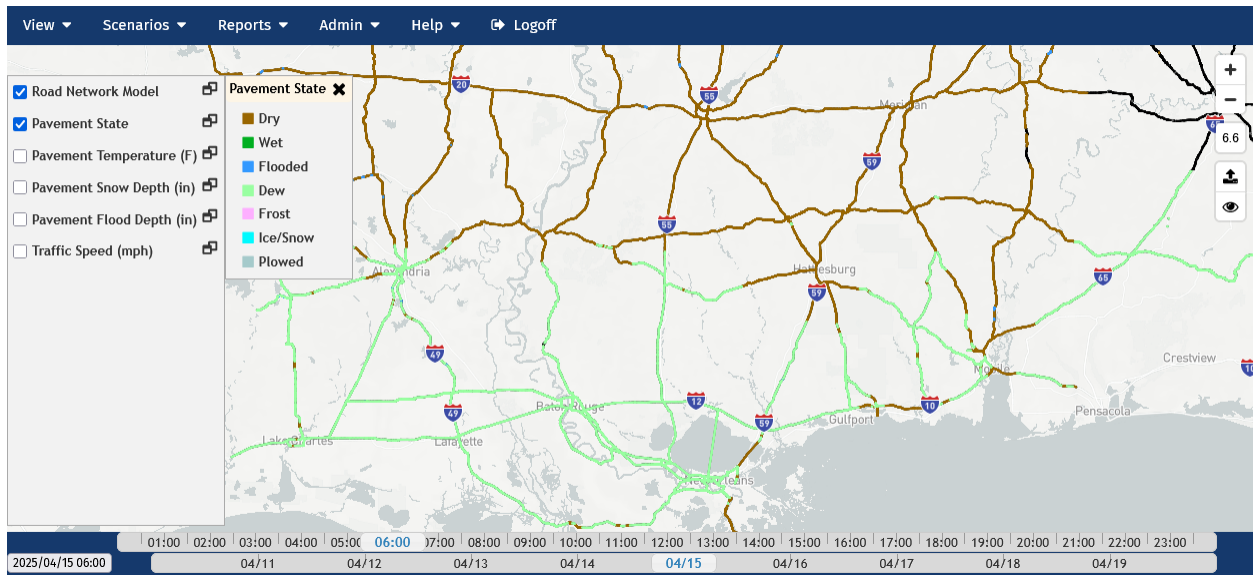 View Scenarios Reports Admin Help Logoff
Road Network Model
Pavement State
Pavement Temperature (F)
Pavement Snow Depth (in)
Pavement Flood Depth (in)
Traffic Speed (mph)
Pavement State
Dry
Wet
Flooded
Dew
Frost
Ice/Snow
Plowed
6.6
20
55
59
55
65
Alexandria
Hattiesburg
59
49
Crestview
Mobile
10
49
12
10
59
Baton Rouge
Gulfport
Pensacola
Lake Charles
Lafayette
New Orleans
Meridian
01:00 02:00 03:00 04:00 05:00 06:00 07:00 08:00 09:00 10:00 11:00 12:00 13:00 14:00 15:00 16:00 17:00 18:00 19:00 20:00 21:00 22:00 23:00
2025/04/15 06:00 04/11 04/12 04/13 04/14 04/15 04/16 04/17 04/18 04/19